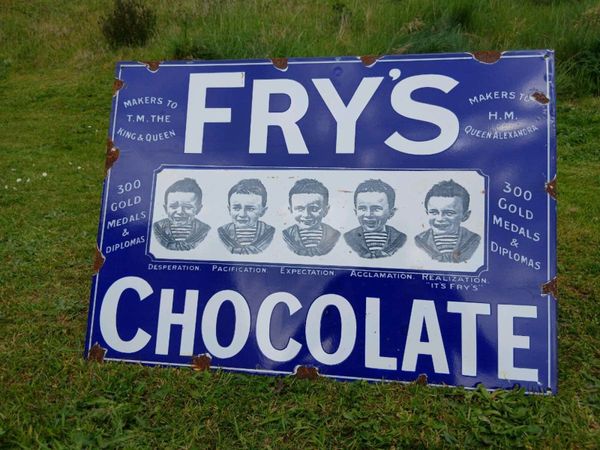 FRY'S
MAKERS TO
T.M. THE
KING & QUEEN
MAKERS TO
H.M.
QUEEN ALEXANDRA
300
GOLD
MEDALS
&
DIPLOMAS
300
GOLD
MEDALS
&
DIPLOMAS
DESPERATION. PACIFICATION. EXPECTATION. ACCLAMATION. REALIZATION.
"IT'S FRY'S"
CHOCOLATE